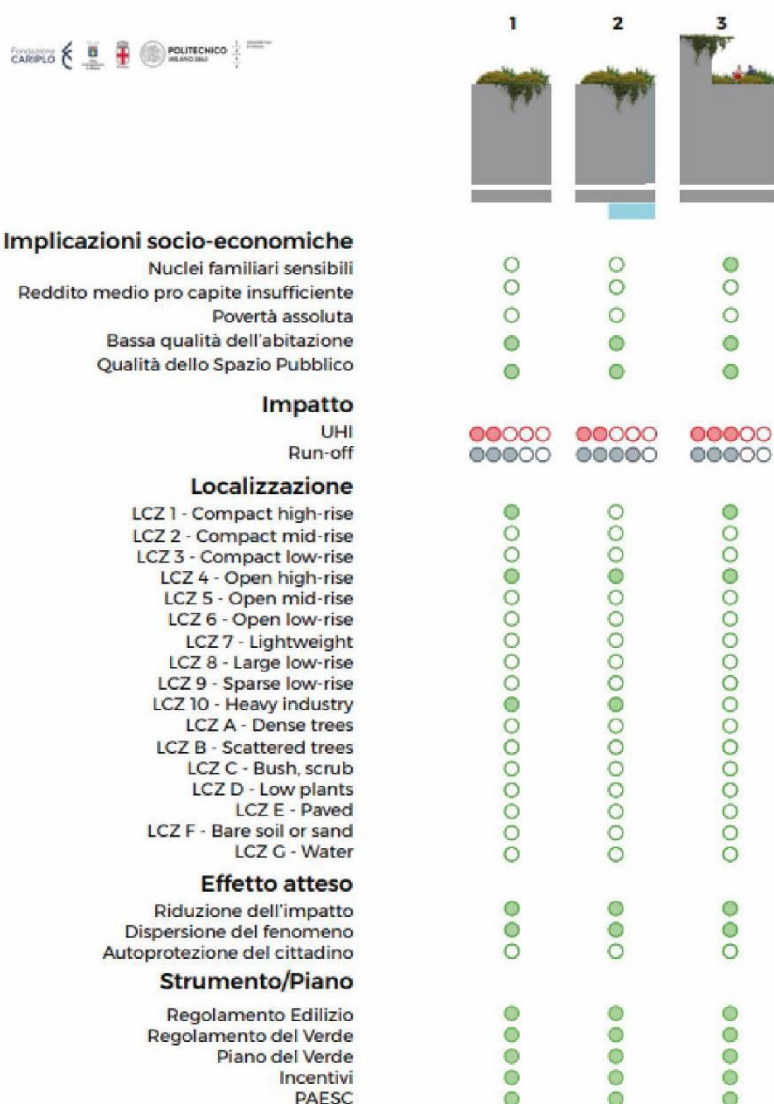 1 2 3
Fondazione
CARIPLO
POLITECNICO
MILANO 1863
Implicazioni socio-economiche
Nuclei familiari sensibili
Reddito medio pro capite insufficiente
Povertà assoluta
Bassa qualità dell'abitazione
Qualità dello Spazio Pubblico
Impatto
UHI
Run-off
Localizzazione
LCZ 1 - Compact high-rise
LCZ 2 - Compact mid-rise
LCZ 3 - Compact low-rise
LCZ 4 - Open high-rise
LCZ 5 - Open mid-rise
LCZ 6 - Open low-rise
LCZ 7 - Lightweight
LCZ 8 - Large low-rise
LCZ 9 - Sparse low-rise
LCZ 10 - Heavy industry
LCZ A - Dense trees
LCZ B - Scattered trees
LCZ C - Bush, scrub
LCZ D - Low plants
LCZ E - Paved
LCZ F - Bare soil or sand
LCZ G - Water
Effetto atteso
Riduzione dell'impatto
Dispersione del fenomeno
Autoprotezione del cittadino
Strumento/Piano
Regolamento Edilizio
Regolamento del Verde
Piano del Verde
Incentivi
PAESC